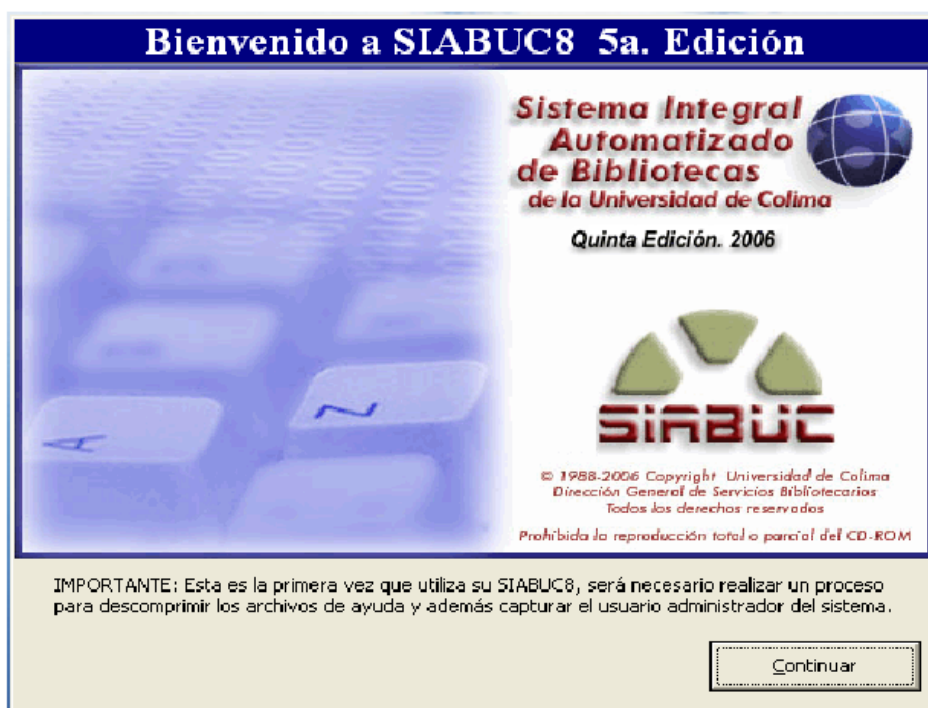 Bienvenido a SIABUC8 5a. Edición
Sistema Integral
Automatizado
de Bibliotecas
de la Universidad de Colima
Quinta Edición. 2006
A
Z
SIABUC
© 1988-2006 Copyright Universidad de Colima
Dirección General de Servicios Bibliotecarios
Todos los derechos reservados
Prohibida la reproducción total o parcial del CD-ROM
IMPORTANTE: Esta es la primera vez que utiliza su SIABUC8, será necesario realizar un proceso
para descomprimir los archivos de ayuda y además capturar el usuario administrador del sistema.
Continuar